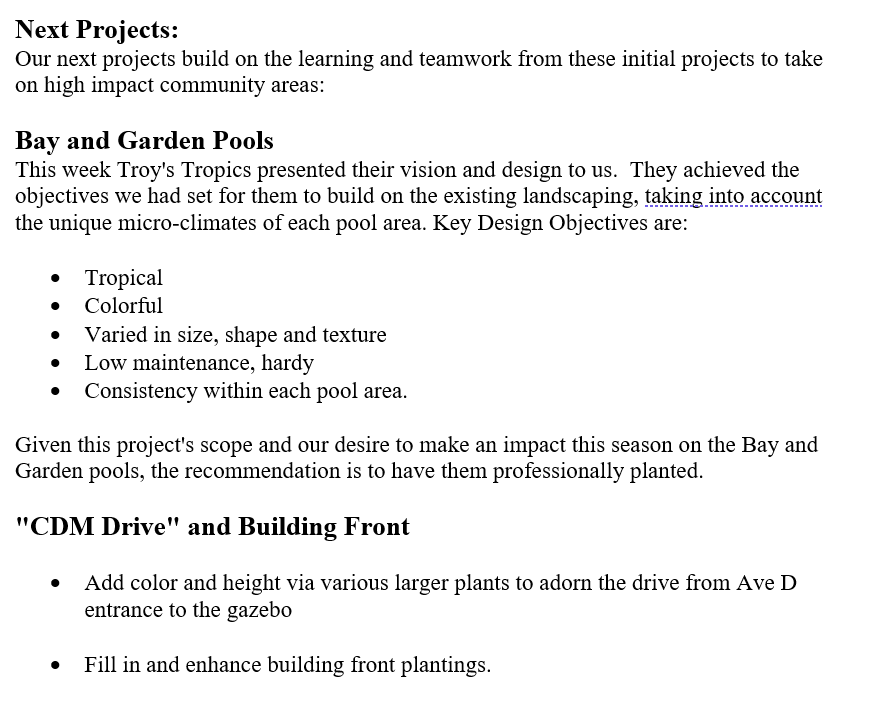 Next Projects:
Our next projects build on the learning and teamwork from these initial projects to take
on high impact community areas:
Bay and Garden Pools
This week Troy's Tropics presented their vision and design to us.  They achieved the
objectives we had set for them to build on the existing landscaping, taking into account
the unique micro-climates of each pool area. Key Design Objectives are:
• Tropical
• Colorful
• Varied in size, shape and texture
• Low maintenance, hardy
• Consistency within each pool area.
Given this project's scope and our desire to make an impact this season on the Bay and
Garden pools, the recommendation is to have them professionally planted.
"CDM Drive" and Building Front
• Add color and height via various larger plants to adorn the drive from Ave D
entrance to the gazebo
• Fill in and enhance building front plantings.